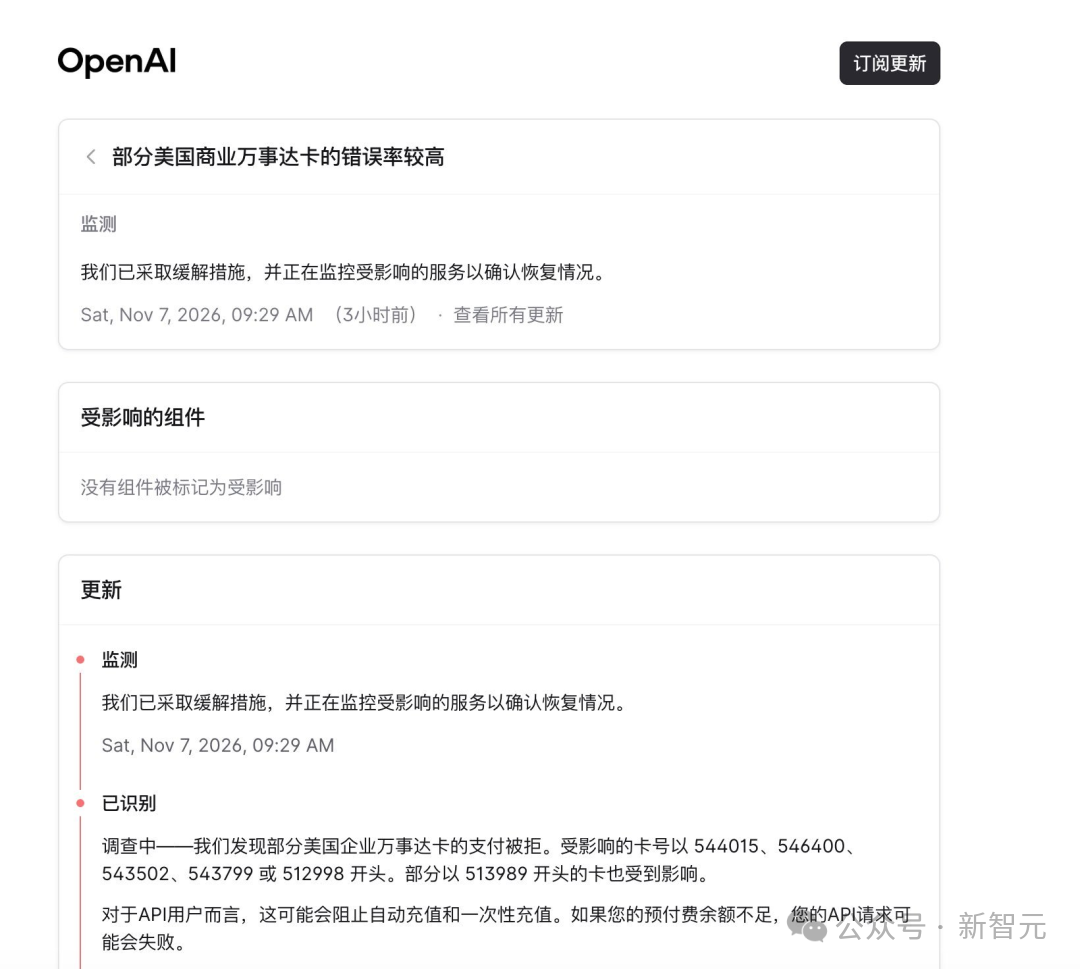 OpenAI
订阅更新
部分美国商业万事达卡的错误率较高
监测
我们已采取缓解措施，并正在监控受影响的服务以确认恢复情况。
Sat, Nov 7, 2026, 09:29 AM （3小时前） · 查看所有更新
受影响的组件
没有组件被标记为受影响
更新
监测
我们已采取缓解措施，并正在监控受影响的服务以确认恢复情况。
Sat, Nov 7, 2026, 09:29 AM
已识别
调查中——我们发现部分美国企业万事达卡的支付被拒。受影响的卡号以 544015、546400、
543502、543799 或 512998 开头。部分以 513989 开头的卡也受到影响。
对于API用户而言，这可能会阻止自动充值和一次性充值。如果您的预付费余额不足，您的API请求可
能会失败。
公众号 · 新智元